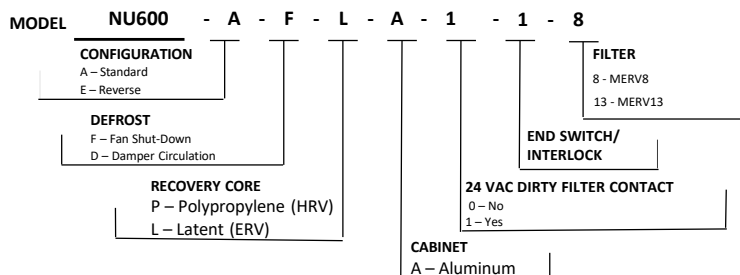 MODEL NU600 - A - F - L - A - 1 - 1 - 8
CONFIGURATION
A – Standard
E – Reverse
FILTER
8 - MERV8
13 - MERV13
DEFROST
F – Fan Shut-Down
D – Damper Circulation
END SWITCH/
INTERLOCK
RECOVERY CORE
P – Polypropylene (HRV)
L – Latent (ERV)
24 VAC DIRTY FILTER CONTACT
0 – No
1 – Yes
CABINET
A – Aluminum